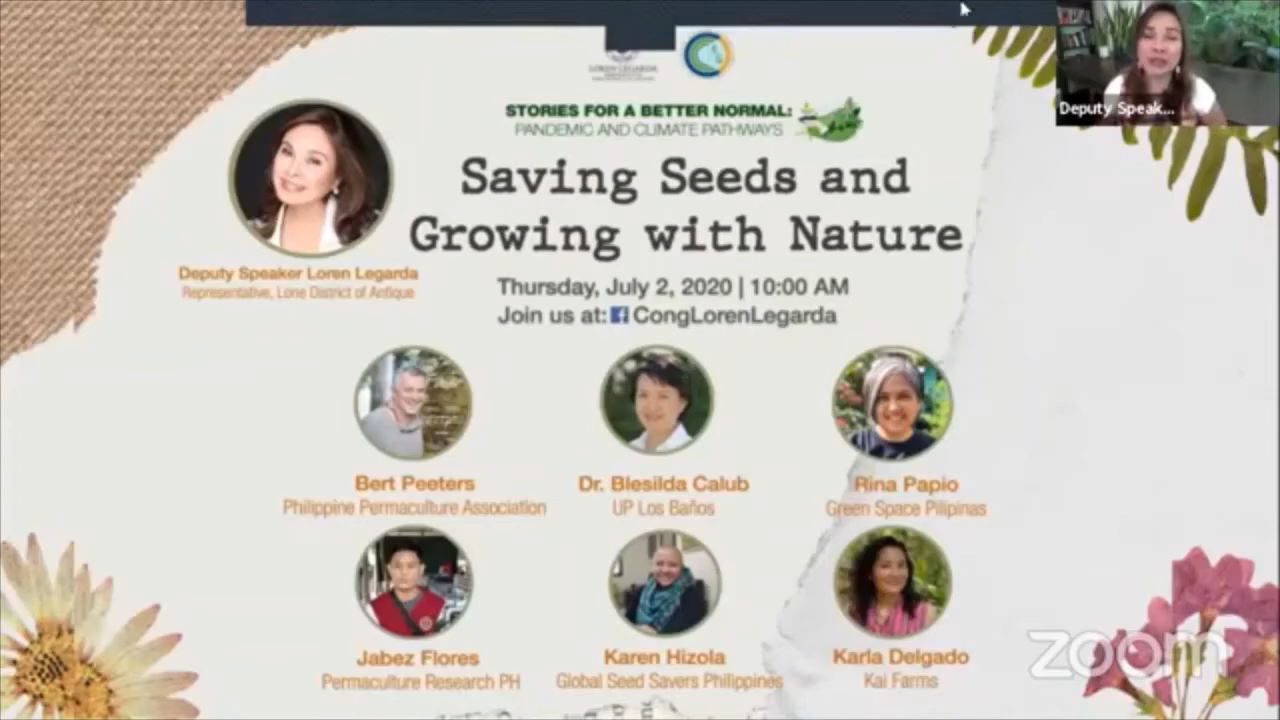 LOREN LEGARDA
STORIES FOR A BETTER NORMAL:
PANDEMIC AND CLIMATE PATHWAYS
Saving Seeds and
Growing with Nature
Deputy Speaker Loren Legarda
Representative, Lone District of Antique
Thursday, July 2, 2020 | 10:00 AM
Join us at: CongLorenLegarda
Deputy Speak...
Bert Peeters
Philippine Permaculture Association
Dr. Blesilda Calub
UP Los Baños
Rina Papio
Green Space Pilipinas
Jabez Flores
Permaculture Research PH
Karen Hizola
Global Seed Savers Philippines
Karla Delgado
Kai Farms
zoom